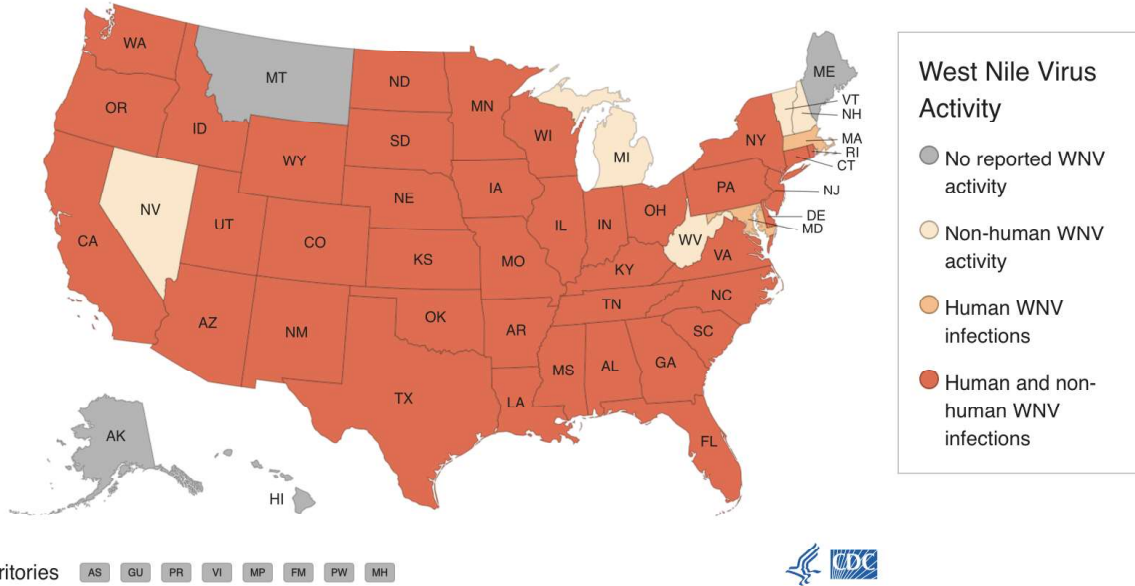 WA
MT
ND
MN
ME
VT
NH
OR
ID
SD
WI
NY
MA
RI
CT
WY
MI
IA
NE
PA
NJ
NV
UT
CO
IL
IN
OH
DE
MD
CA
KS
MO
WV
VA
KY
AZ
NM
OK
AR
TN
NC
SC
TX
LA
MS
AL
GA
FL
AK
HI
West Nile Virus
Activity
No reported WNV
activity
Non-human WNV
activity
Human WNV
infections
Human and non-
human WNV
infections
ritories AS GU PR VI MP FM PW MH
CDC